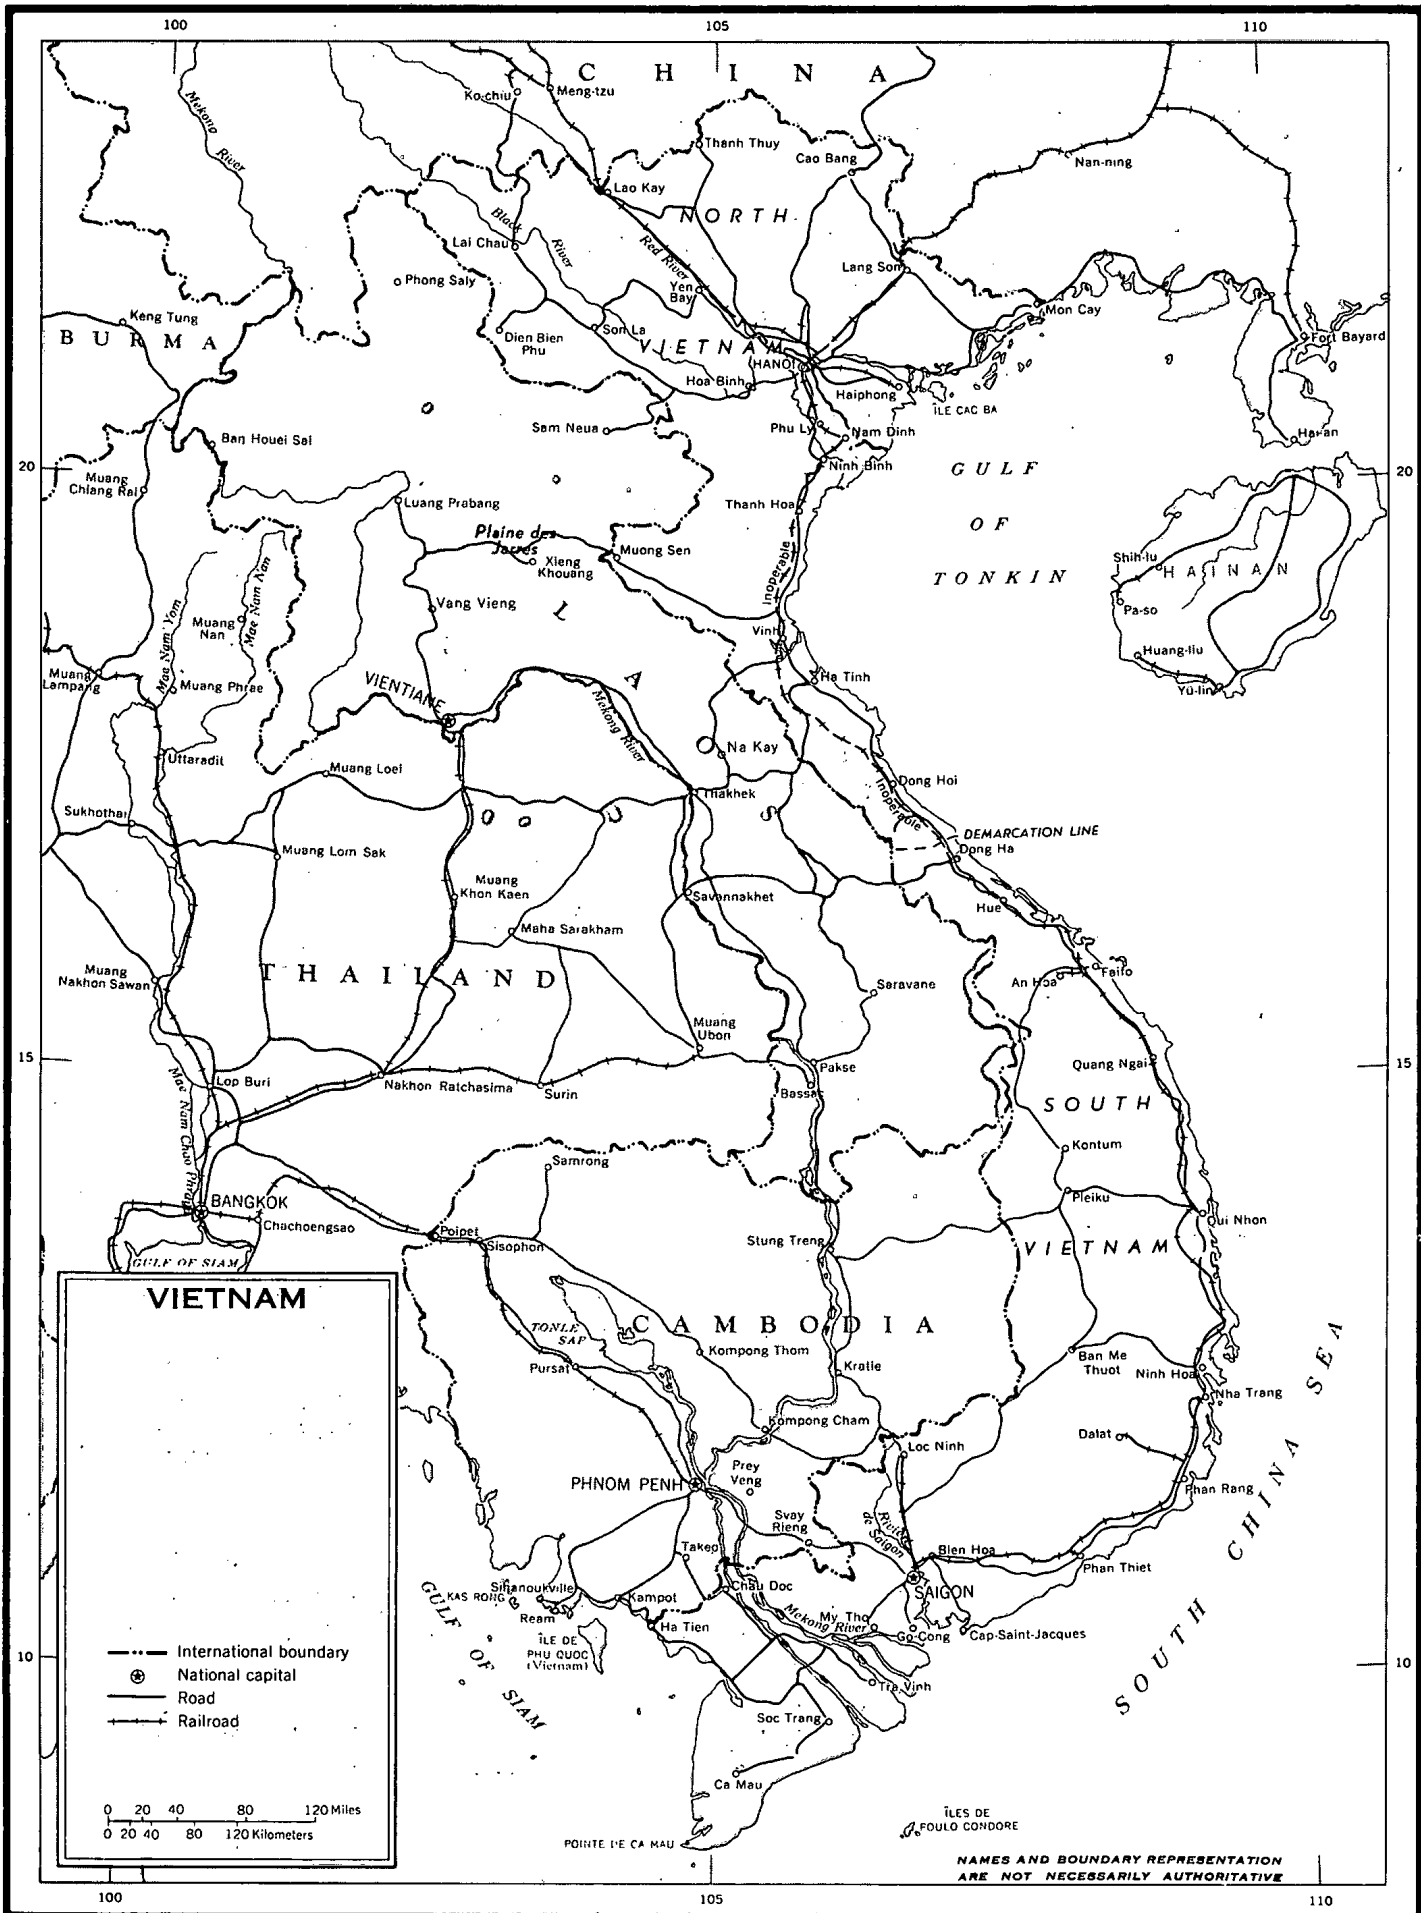 100
105
110
C H I N A
Ko-chiu
Meng-tzu
Mekong
River
Thanh Thuy
Cao Bang
Nan-ning
Lao Kay
NORTH
Black
River
Red River
Lai Chau
Lang Son
Phong Saly
Yen
Bay
Mon Cay
Keng Tung
BURMA
Dien Bien
Phu
Son La
VIETNAM
HANOI
Fort Bayard
Hoa Binh
Haiphong
ÎLE CAC BA
Sam Neua
Phu Ly
Nam Dinh
Ban Houei Sai
Ninh Binh
20
GULF
20
Muang
Chiang Rai
Luang Prabang
Thanh Hoa
OF
Plaine des
Jarres
Muong Sen
Xieng
Khouang
Inoperable
TONKIN
Shih-lu
HAINAN
Mae Nam Yom
Mae Nam Nan
Vang Vieng
Pa-so
Muang
Nan
L
Vinh
Huang-liu
Muang
Lampang
Muang Phrae
VIENTIANE
A
Ha Tinh
Yü-lin
Mekong River
Uttaradit
O
Na Kay
Muang Loei
Dong Hoi
Thakhek
Inoperable
Sukhothai
S
DEMARCATION LINE
Muang Lom Sak
Dong Ha
Muang
Khon Kaen
Savannakhet
Hue
Maha Sarakham
Muang
Nakhon Sawan
THAILAND
Saravane
An Hoa
Faifo
Muang
Ubon
15
15
Pakse
Quang Ngai
Lop Buri
Nakhon Ratchasima
Surin
Bassac
Mae Nam Chao Phraya
SOUTH
Samrong
Kontum
Pleiku
BANGKOK
Chachoengsao
Qui Nhon
Poipet
Sisophon
Stung Treng
VIETNAM
GULF OF SIAM
VIETNAM
CAMBODIA
TONLE
SAP
Kompong Thom
Pursat
Kratie
Ban Me
Thuot
Ninh Hoa
Nha Trang
Kompong Cham
Loc Ninh
Dalat
SOUTH CHINA SEA
Prey
Veng
PHNOM PENH
Phan Rang
Svay
Rieng
Rivière
de Saigon
Takeo
Bien Hoa
Phan Thiet
SAIGON
Sihanoukville
KAS RONG
Kampot
Chau Doc
Ream
Mekong River
My Tho
Go-Cong
Cap-Saint-Jacques
Ha Tien
ÎLE DE
PHU QUOC
(Vietnam)
GULF OF SIAM
International boundary
10
10
National capital
Road
Railroad
Tra Vinh
Soc Trang
Ca Mau
0 20 40 80 120 Miles
0 20 40 80 120 Kilometers
ÎLES DE
POULO CONDORE
POINTE DE CA MAU
NAMES AND BOUNDARY REPRESENTATION
ARE NOT NECESSARILY AUTHORITATIVE
100
105
110